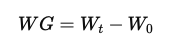 WG = W_t − W_0